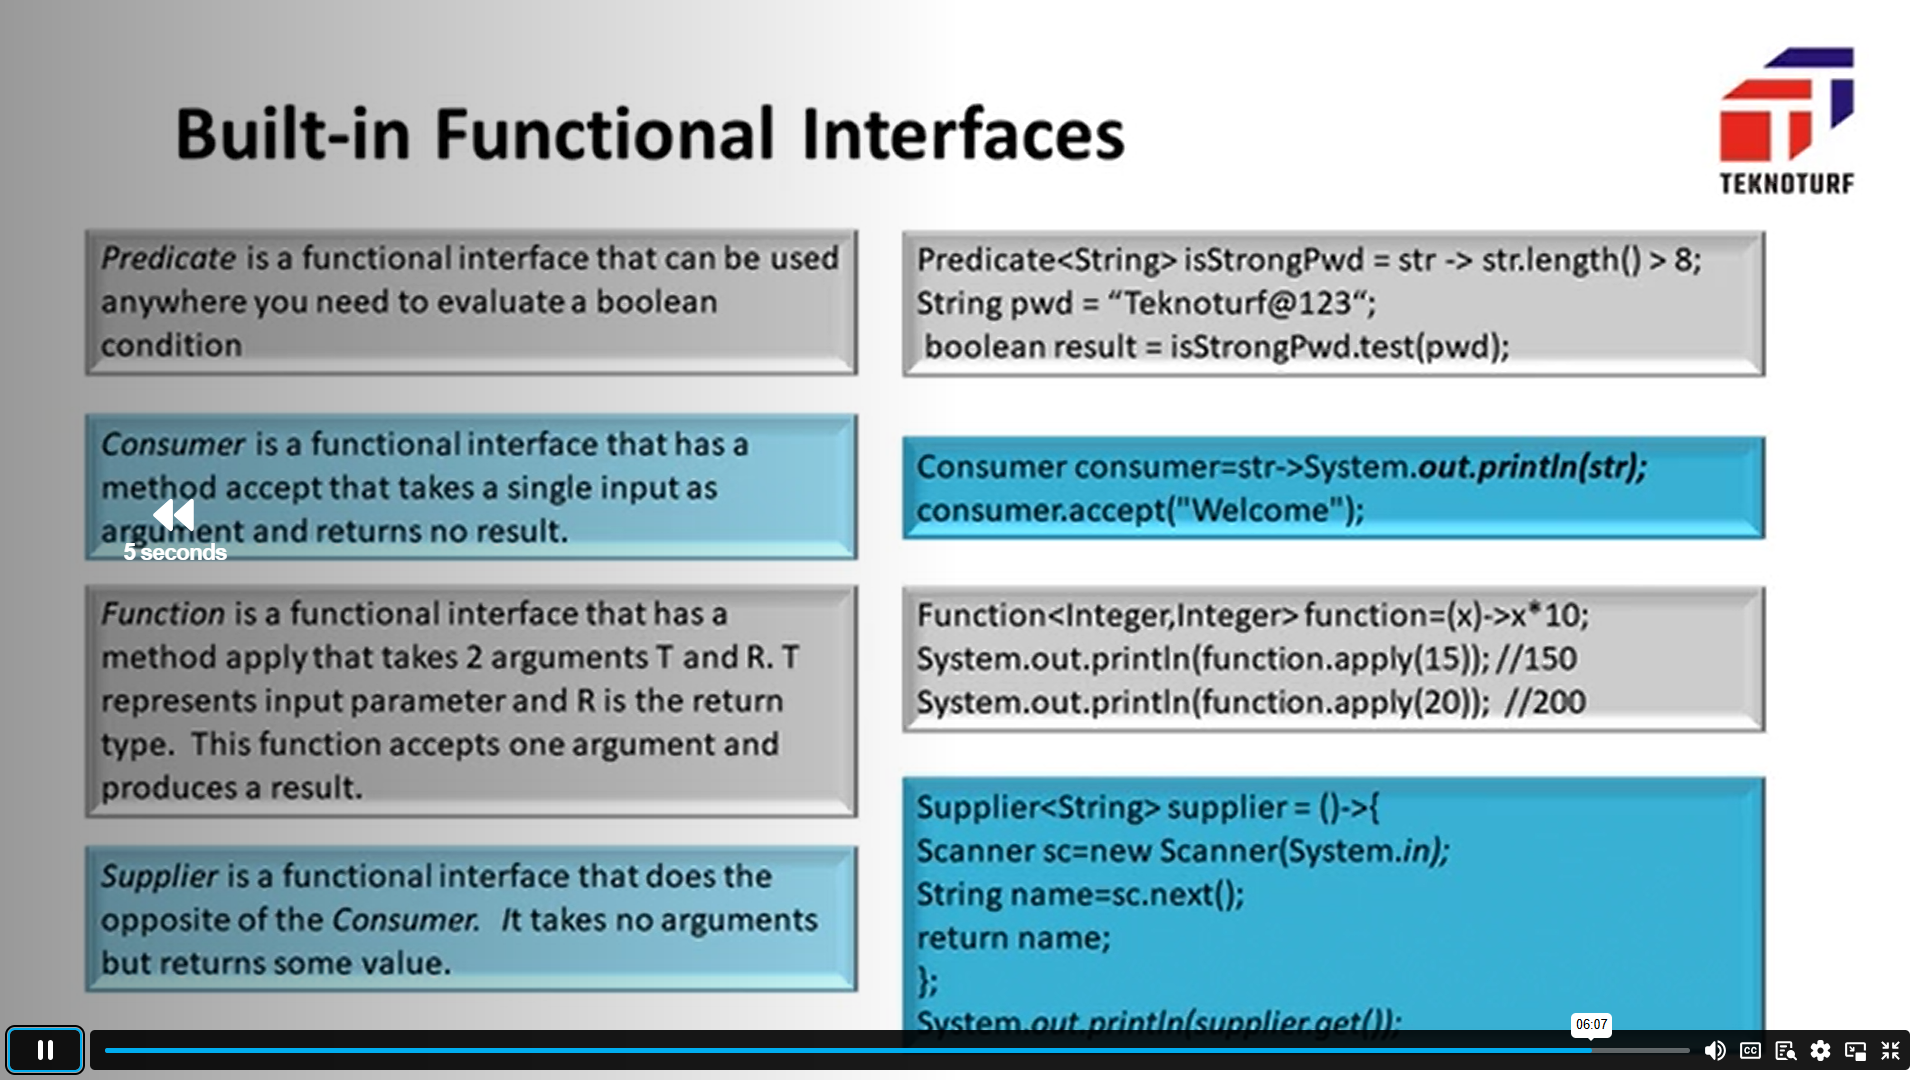 Built-in Functional Interfaces
TEKNOTURF
Predicate is a functional interface that can be used
anywhere you need to evaluate a boolean
condition
Predicate<String> isStrongPwd = str -> str.length() > 8;
String pwd = “Teknoturf@123“;
boolean result = isStrongPwd.test(pwd);
Consumer is a functional interface that has a
method accept that takes a single input as
argument and returns no result.
5 seconds
Consumer consumer=str->System.out.println(str);
consumer.accept("Welcome");
Function is a functional interface that has a
method apply that takes 2 arguments T and R. T
represents input parameter and R is the return
type. This function accepts one argument and
produces a result.
Function<Integer,Integer> function=(x)->x*10;
System.out.println(function.apply(15)); //150
System.out.println(function.apply(20)); //200
Supplier is a functional interface that does the
opposite of the Consumer. It takes no arguments
but returns some value.
Supplier<String> supplier = ()->{
Scanner sc=new Scanner(System.in);
String name=sc.next();
return name;
};
System.out.println(supplier.get());
06:07
CC